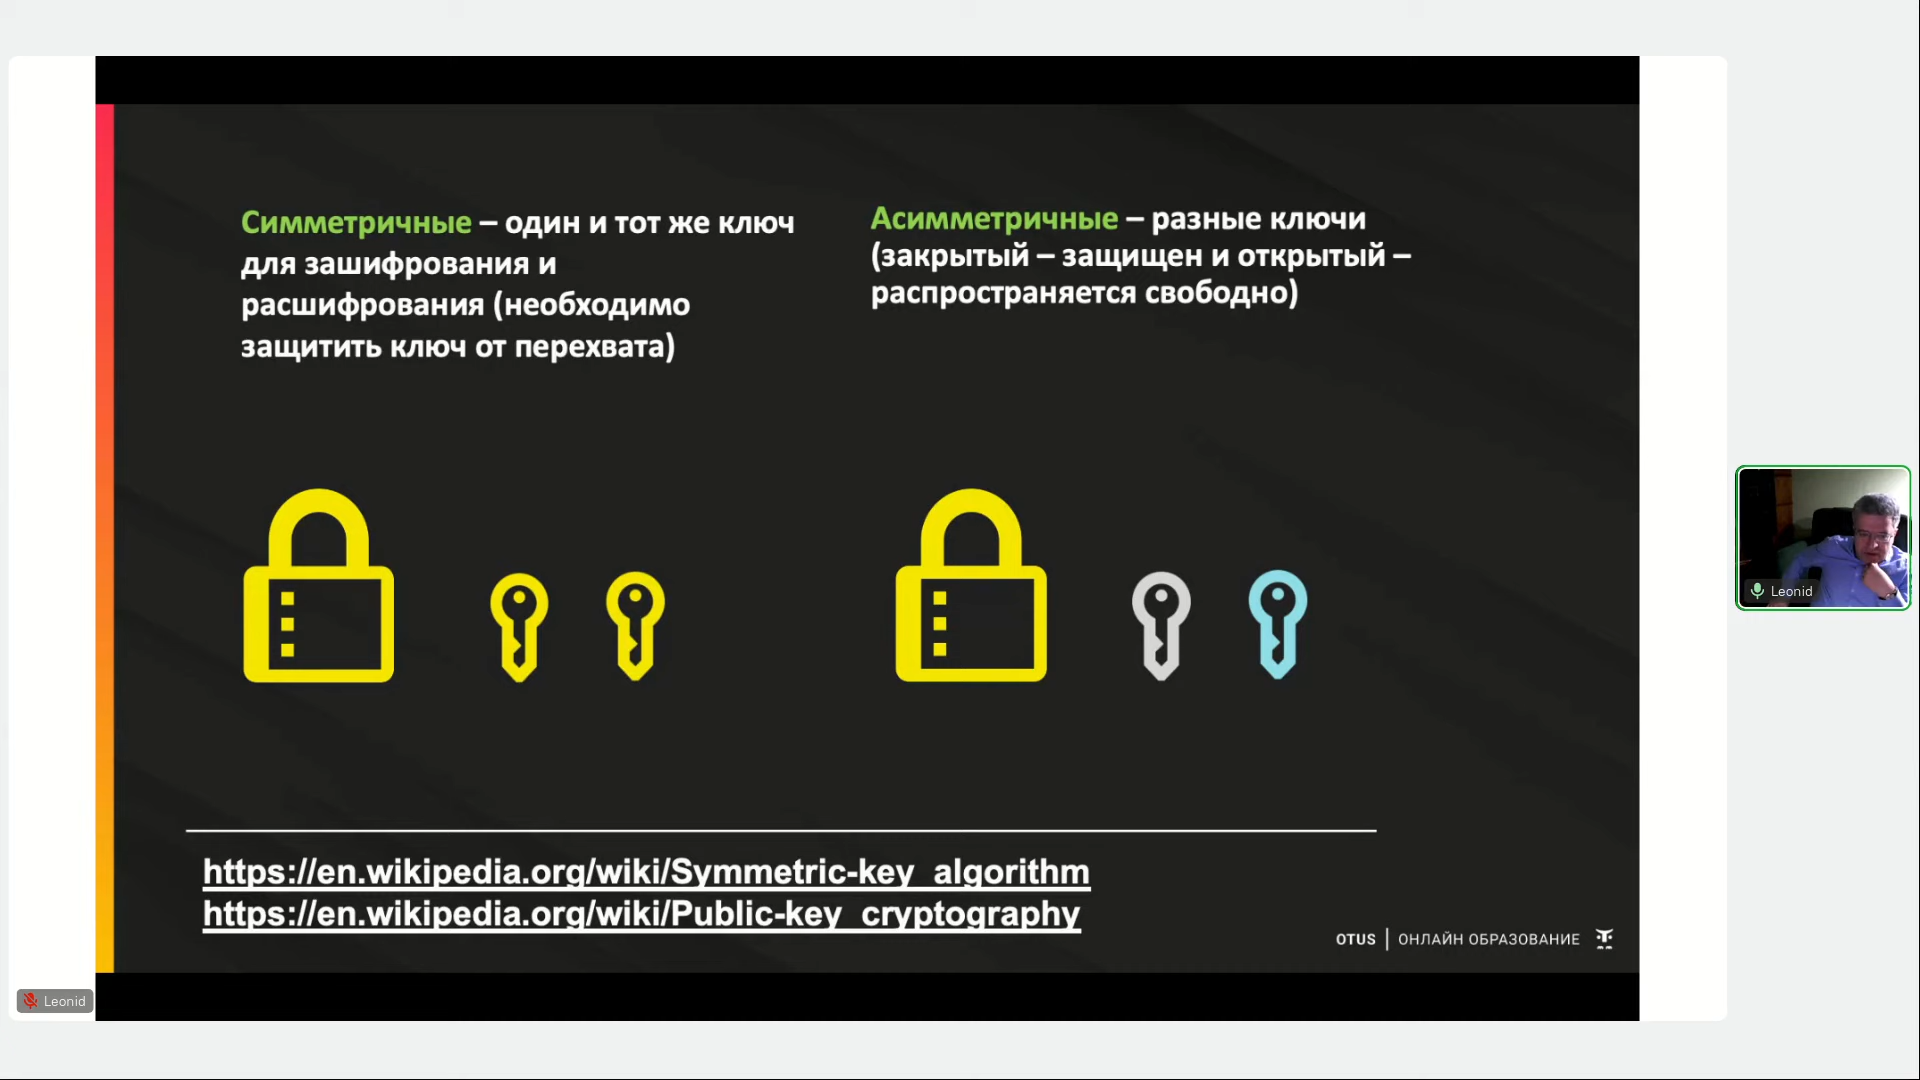 Симметричные – один и тот же ключ
для зашифрования и
расшифрования (необходимо
защитить ключ от перехвата)
Асимметричные – разные ключи
(закрытый – защищен и открытый –
распространяется свободно)
https://en.wikipedia.org/wiki/Symmetric-key_algorithm
https://en.wikipedia.org/wiki/Public-key_cryptography
OTUS | ОНЛАЙН ОБРАЗОВАНИЕ
Leonid
Leonid